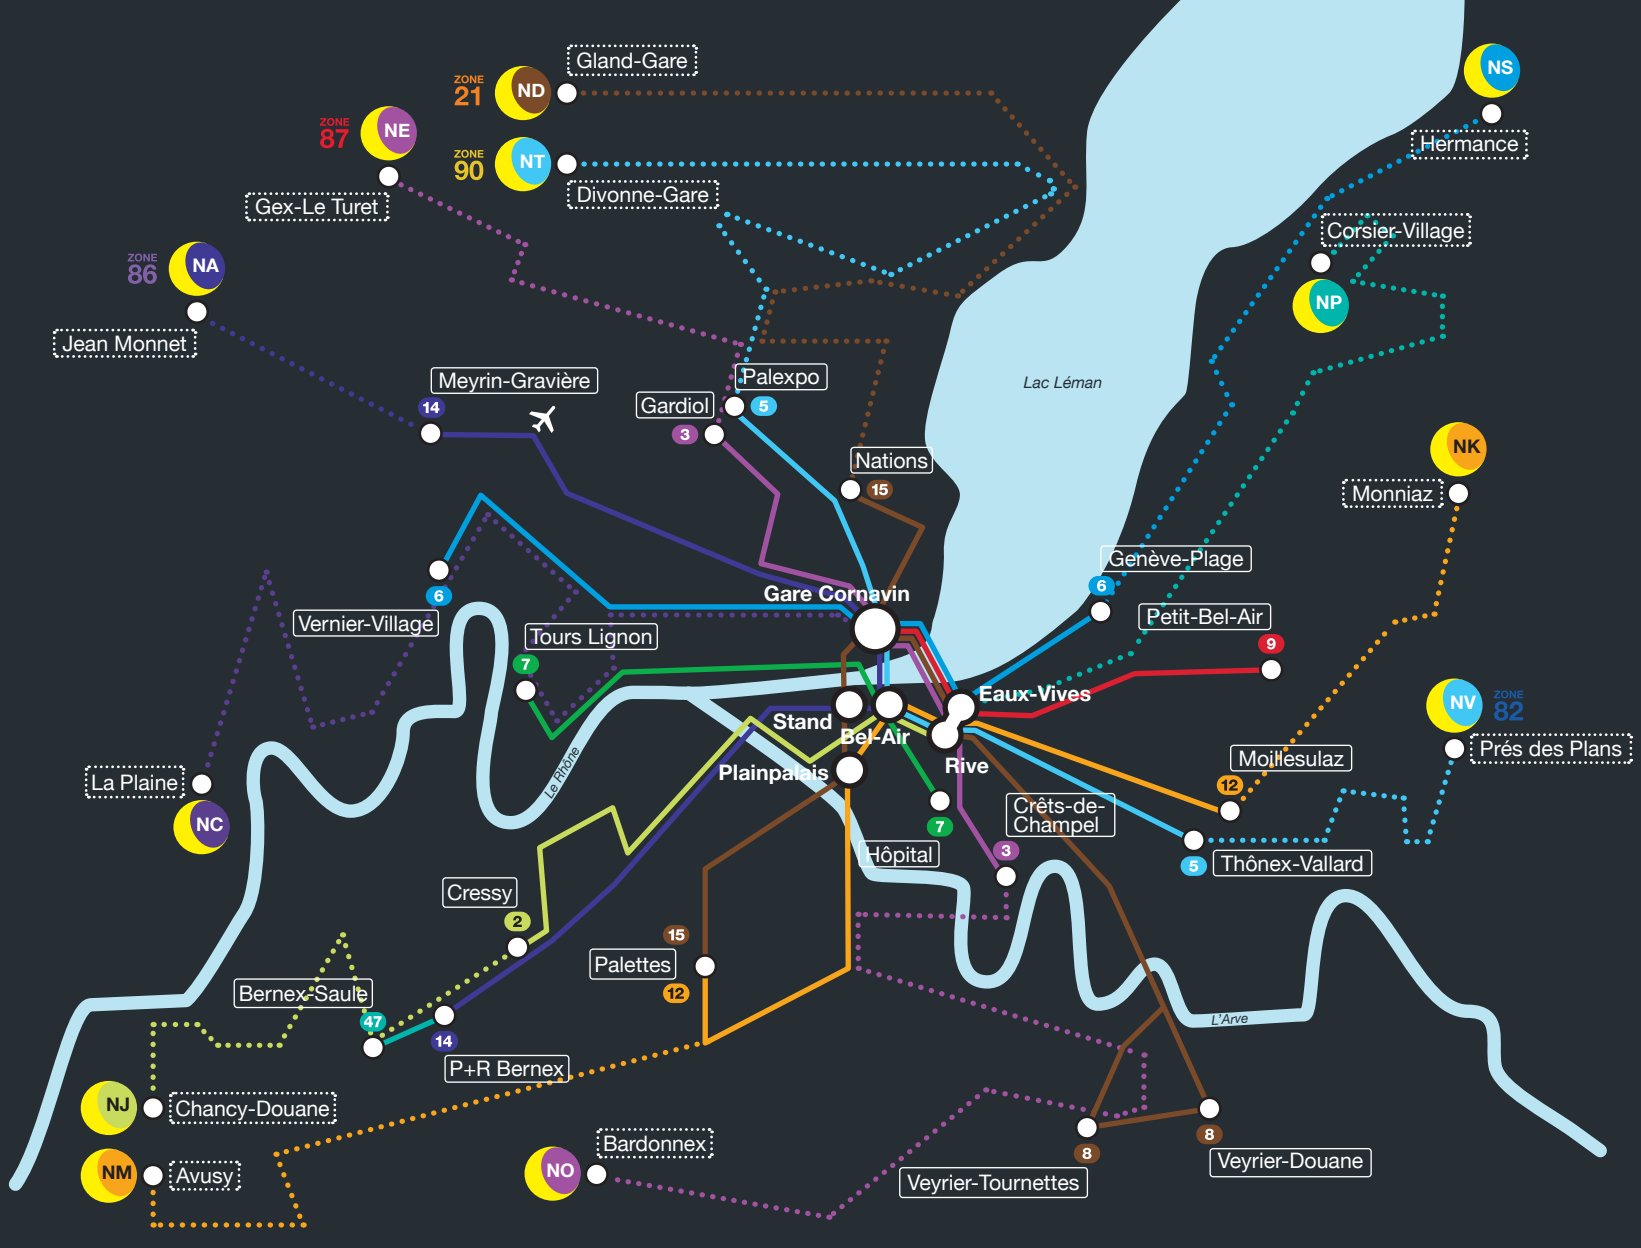 Gland-Gare
ZONE
21
ND
NS
ZONE
87
NE
ZONE
90
NT
Hermance
Divonne-Gare
Gex-Le Turet
Corsier-Village
ZONE
86
NA
NP
Jean Monnet
Lac Léman
Meyrin-Gravière
14
Palexpo
5
Gardiol
3
NK
Nations
15
Monniaz
Genève-Plage
6
6
Gare Cornavin
Vernier-Village
Petit-Bel-Air
9
Tours Lignon
7
Eaux-Vives
NV
ZONE
82
Stand
Bel-Air
Prés des Plans
Moillesulaz
12
Le Rhône
Plainpalais
Rive
La Plaine
NC
Crêts-de-
Champel
3
7
Hôpital
5
Thônex-Vallard
Cressy
2
15
Palettes
12
Bernex-Saule
47
14
L'Arve
P+R Bernex
NJ
Chancy-Douane
Bardonnex
8
8
NM
Avusy
NO
Veyrier-Tournettes
Veyrier-Douane